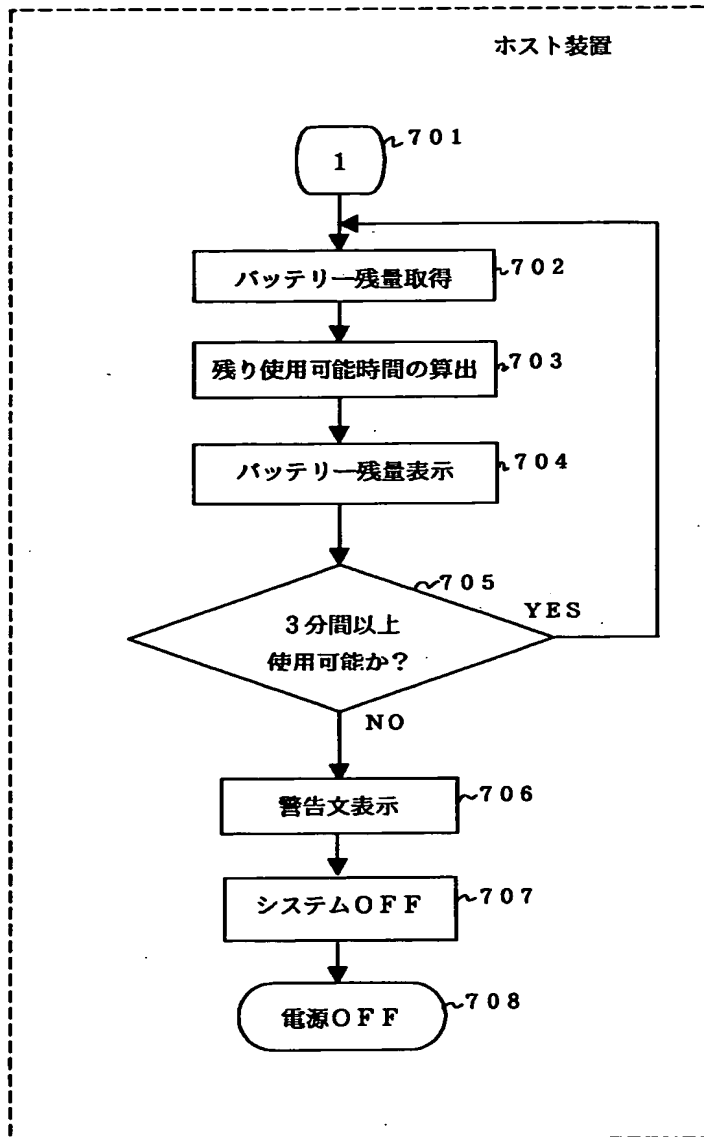 ホスト装置
1
701
バッテリー残量取得
702
残り使用可能時間の算出
703
バッテリー残量表示
704
705
3分間以上
使用可能か?
YES
NO
警告文表示
706
システムOFF
707
電源OFF
708